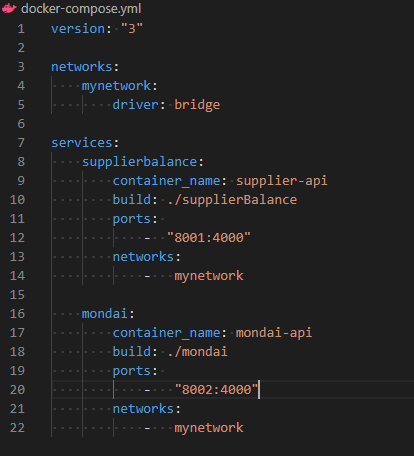 docker-compose.yml
1 version: "3"
2
3 networks:
4     mynetwork:
5         driver: bridge
6
7 services:
8     supplierbalance:
9         container_name: supplier-api
10         build: ./supplierBalance
11         ports:
12             -  "8001:4000"
13         networks:
14             -   mynetwork
15
16     mondai:
17         container_name: mondai-api
18         build: ./mondai
19         ports:
20             -   "8002:4000"
21         networks:
22             -   mynetwork